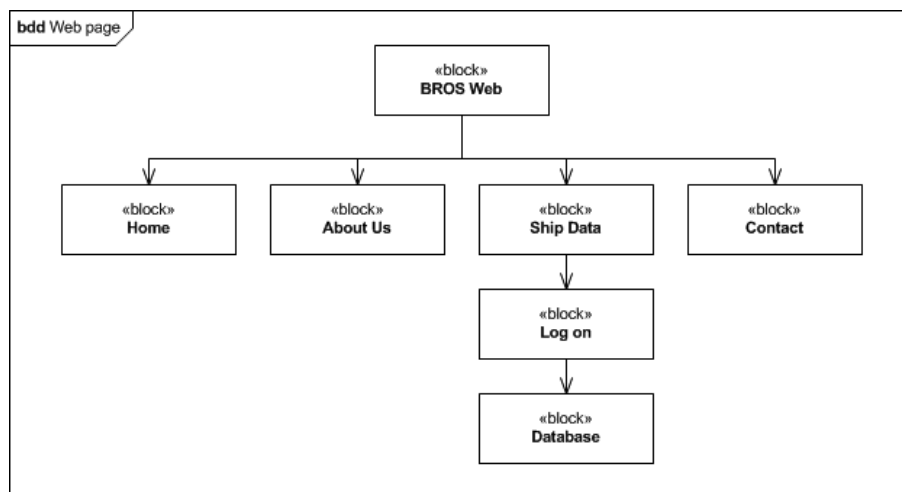 bdd Web page
«block»
BROS Web
«block»
Home
«block»
About Us
«block»
Ship Data
«block»
Contact
«block»
Log on
«block»
Database